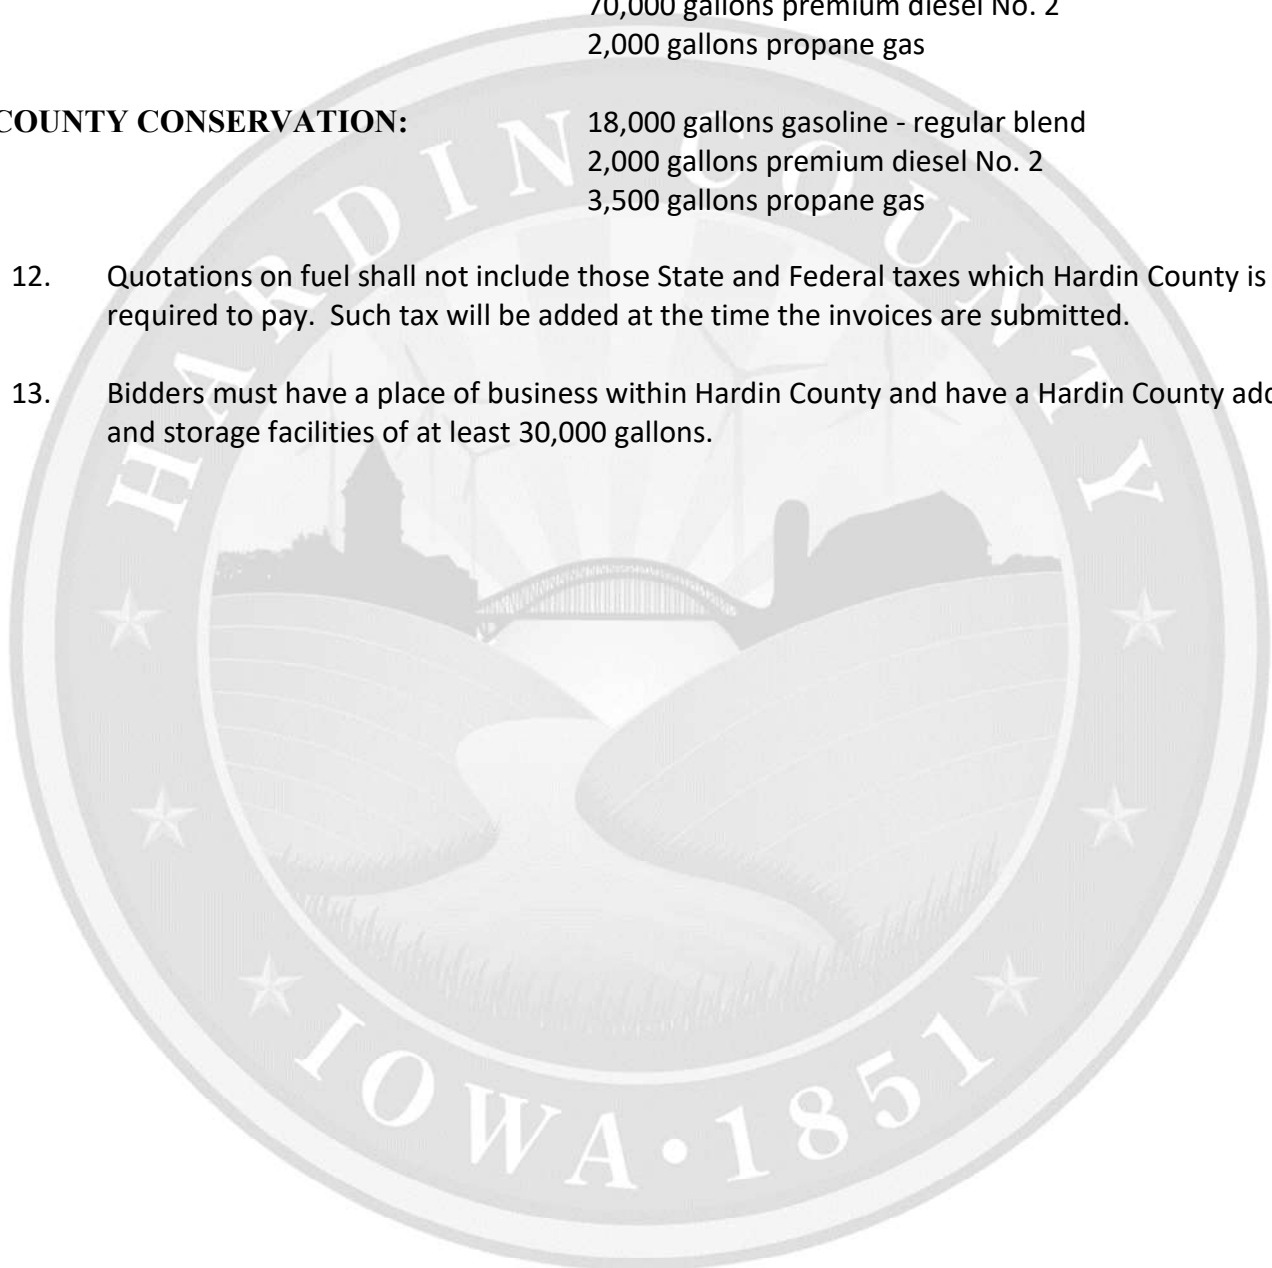 70,000 gallons premium diesel No. 2
2,000 gallons propane gas
COUNTY CONSERVATION:
18,000 gallons gasoline - regular blend
2,000 gallons premium diesel No. 2
3,500 gallons propane gas
12. Quotations on fuel shall not include those State and Federal taxes which Hardin County is
required to pay. Such tax will be added at the time the invoices are submitted.
13. Bidders must have a place of business within Hardin County and have a Hardin County
and storage facilities of at least 30,000 gallons.
HARDIN COUNTY
IOWA • 1851